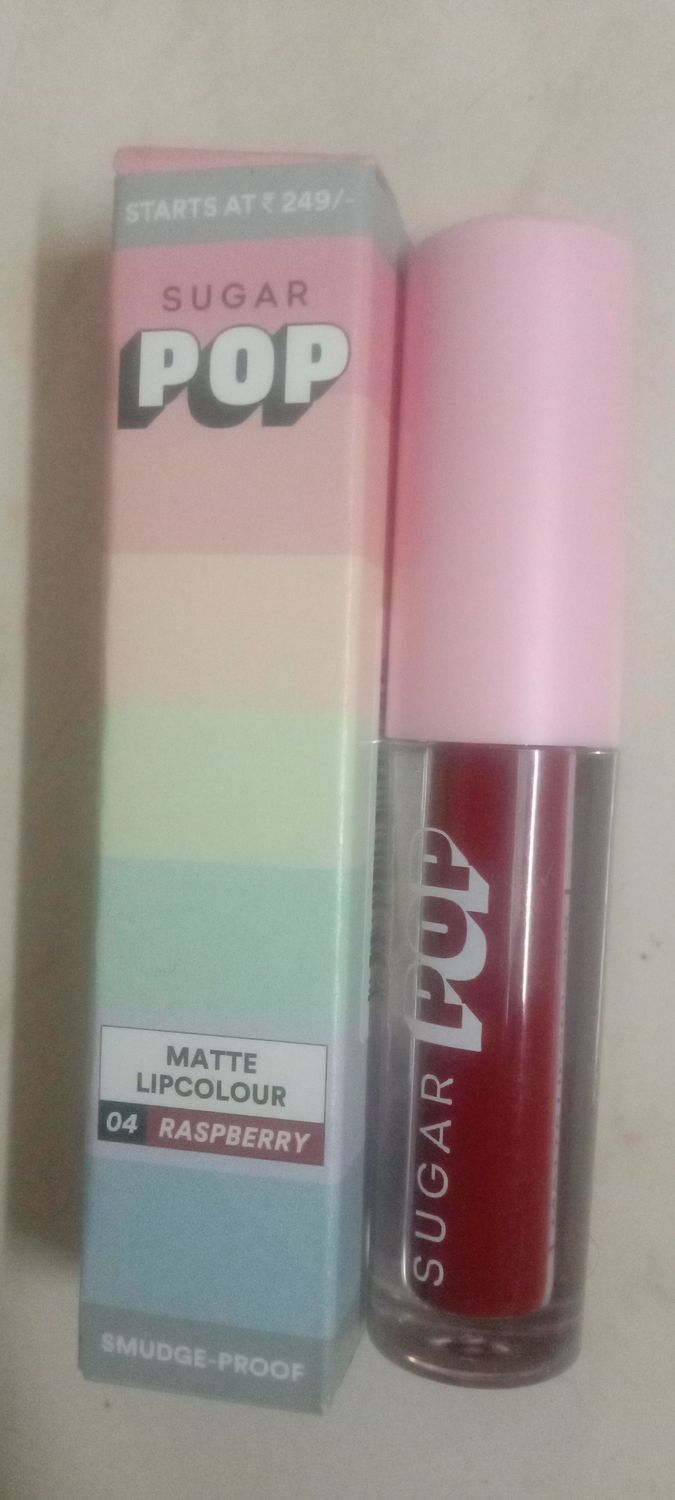 STARTS AT ₹ 249/-
SUGAR
POP
MATTE
LIPCOLOUR
04 RASPBERRY
SMUDGE-PROOF
SUGAR POP